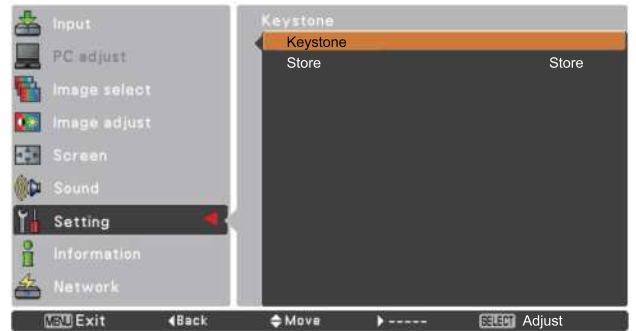 Input
PC adjust
Image select
Image adjust
Screen
Sound
Setting
Information
Network
Keystone
Keystone
Store Store
MENU Exit Back Move ----- SELECT Adjust